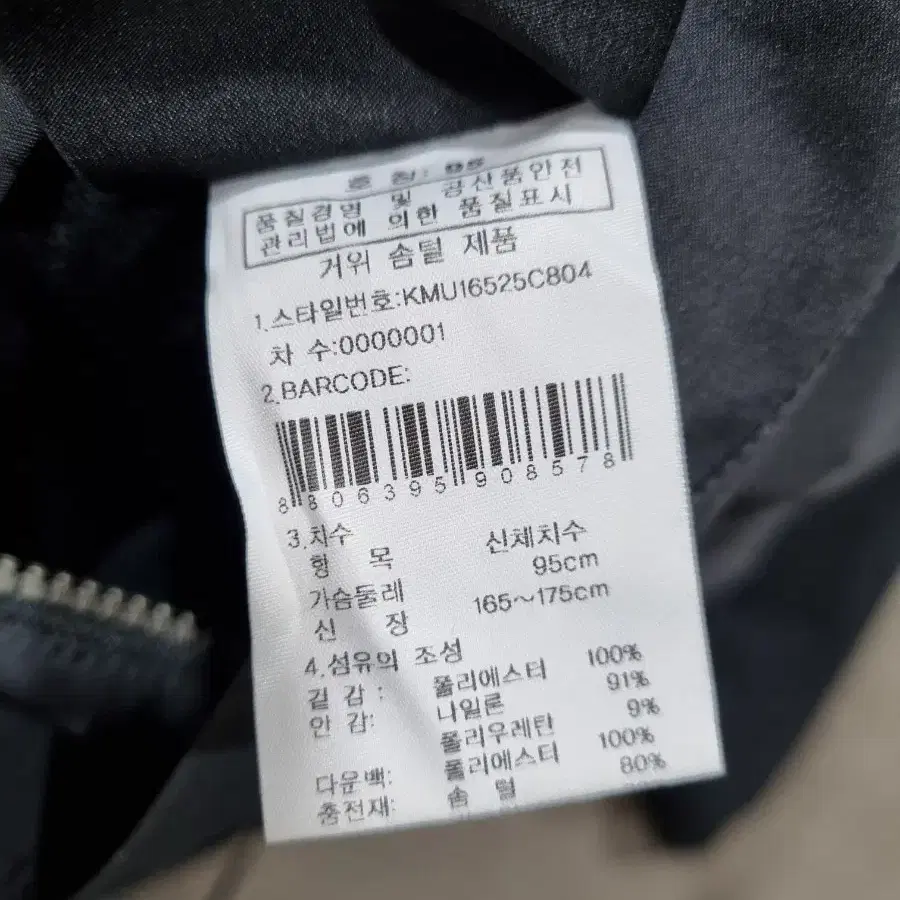 호 칭: 95
품질경영 및 공산품안전
관리법에 의한 품질표시
거위 솜털 제품
1.스타일번호:KMU16525C804
차 수:0000001
2.BARCODE:
8806395908578
3.치수
항 목 신체치수
가슴둘레 95cm
신 장 165~175cm
4.섬유의 조성
겉 감: 폴리에스터 100%
안 감: 나일론 91%
폴리우레탄 9%
다운백: 폴리에스터 100%
충전재: 솜 털 80%